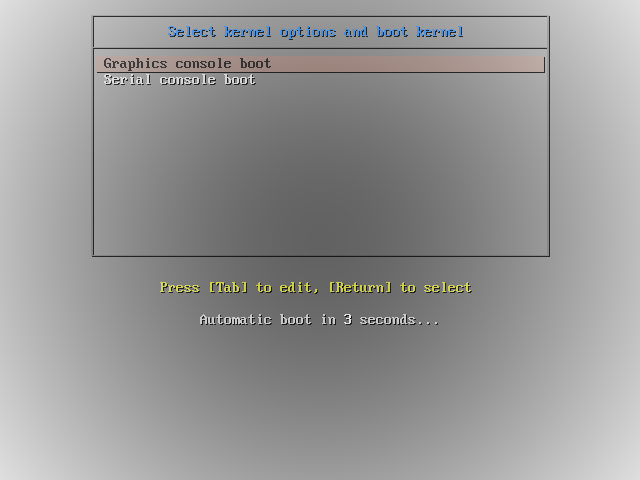 Select kernel options and boot kernel
Graphics console boot
Serial console boot
Press [Tab] to edit, [Return] to select
Automatic boot in 3 seconds...